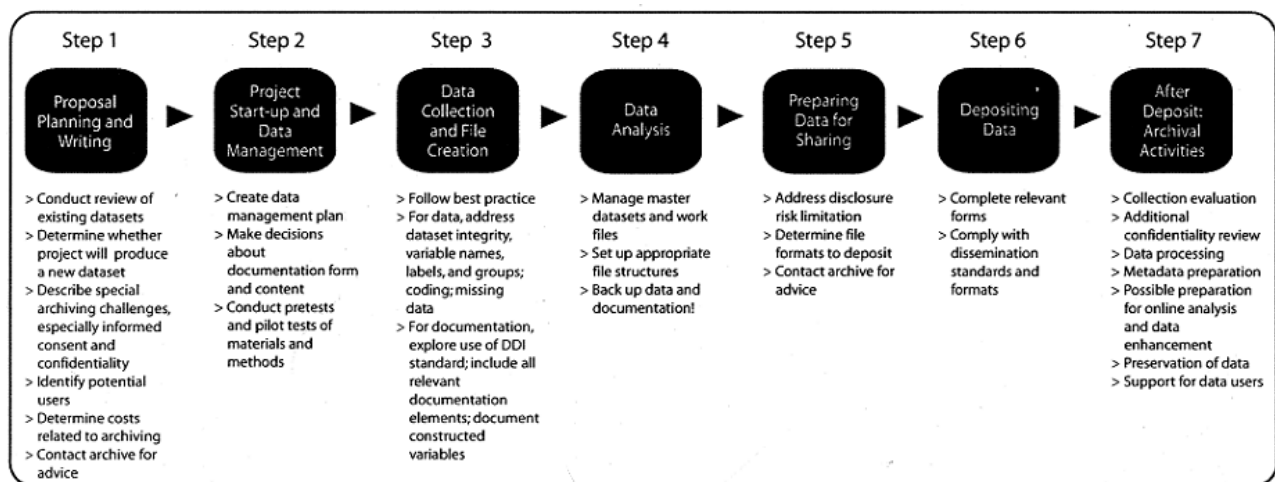 Step 1
Proposal
Planning and
Writing
> Conduct review of
existing datasets
> Determine whether
project will produce
a new dataset
> Describe special
archiving challenges,
especially informed
consent and
confidentiality
> Identify potential
users
> Determine costs
related to archiving
> Contact archive for
advice
Step 2
Project
Start-up and
Data
Management
> Create data
management plan
> Make decisions
about
documentation form
and content
> Conduct pretests
and pilot tests of
materials and
methods
Step 3
Data
Collection
and File
Creation
> Follow best practice
> For data, address
dataset integrity,
variable names,
labels, and groups;
coding; missing
data
> For documentation,
explore use of DDI
standard; include all
relevant
documentation
elements; document
constructed
variables
Step 4
Data
Analysis
> Manage master
datasets and work
files
> Set up appropriate
file structures
> Back up data and
documentation!
Step 5
Preparing
Data for
Sharing
> Address disclosure
risk limitation
> Determine file
formats to deposit
> Contact archive for
advice
Step 6
Depositing
Data
> Complete relevant
forms
> Comply with
dissemination
standards and
formats
Step 7
After
Deposit:
Archival
Activities
> Collection evaluation
> Additional
confidentiality review
> Data processing
> Metadata preparation
> Possible preparation
for online analysis
and data
enhancement
> Preservation of data
> Support for data users